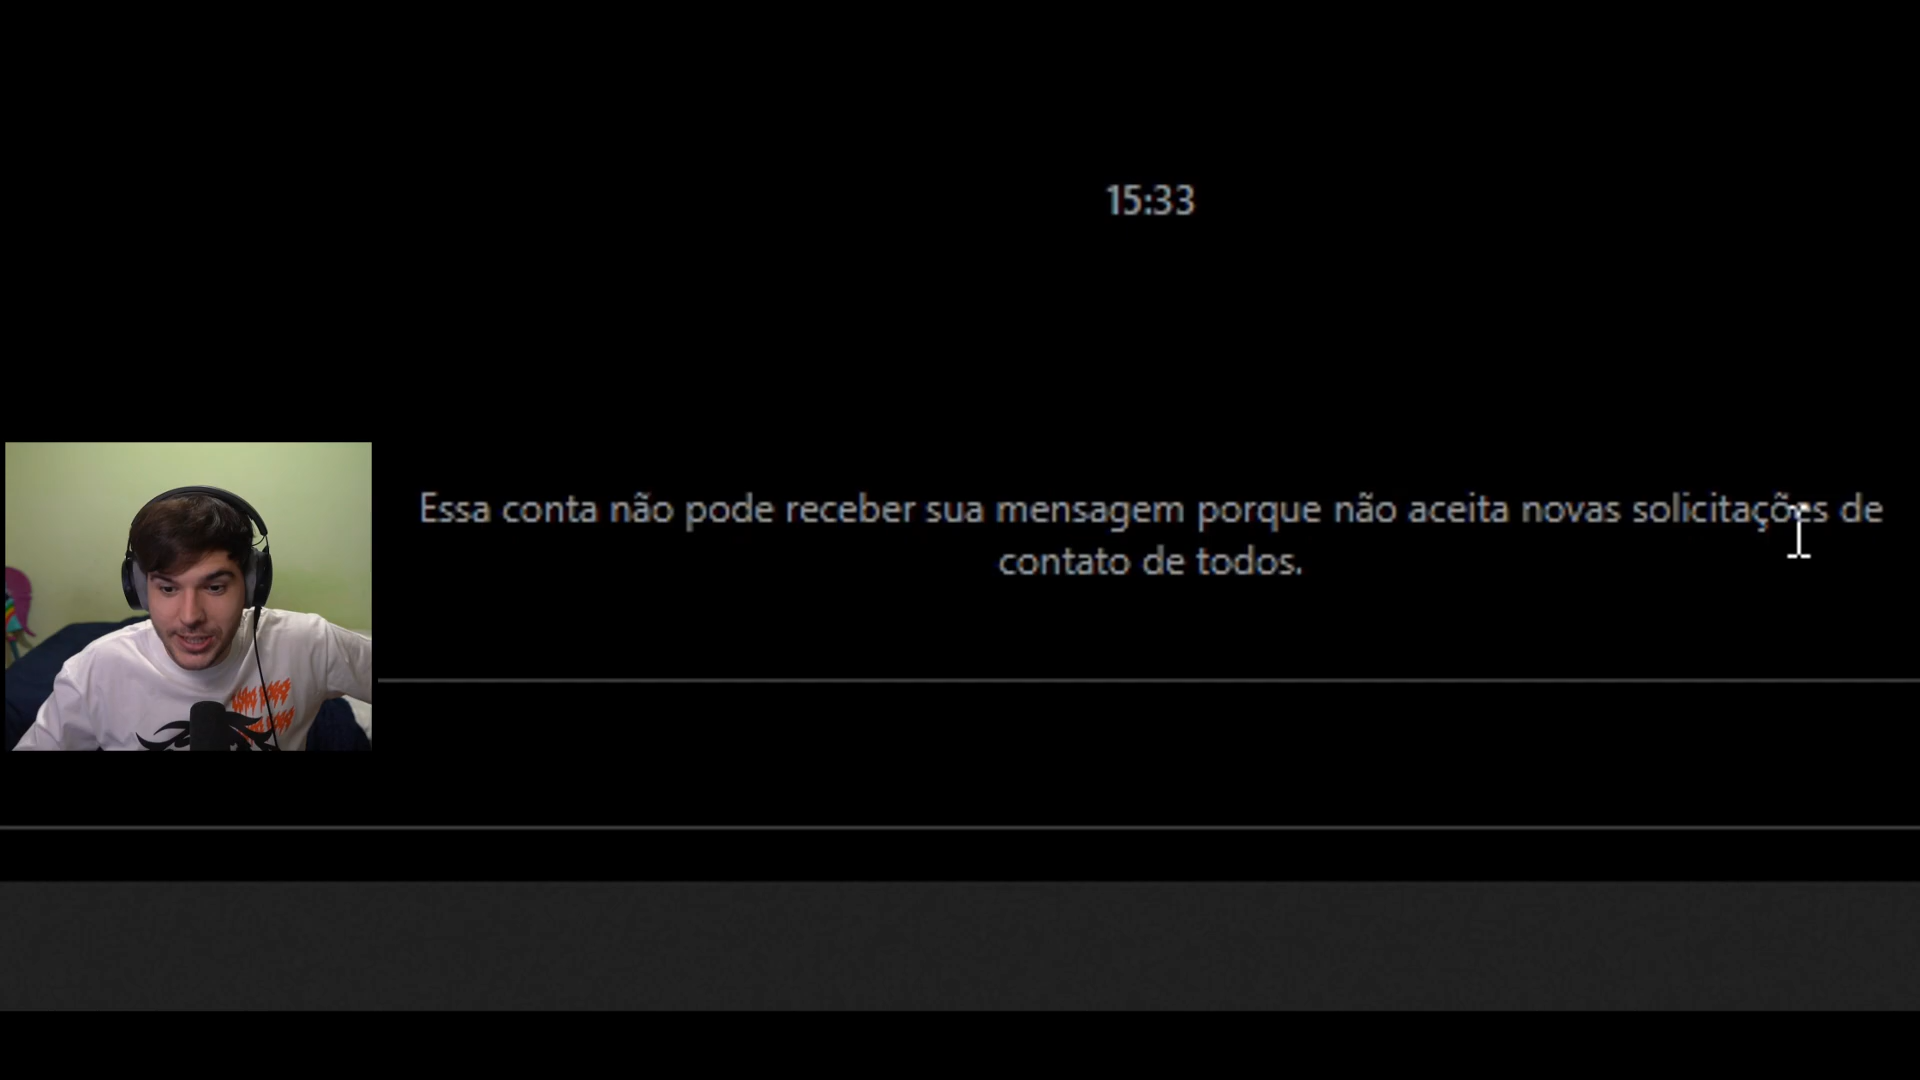 15:33
Essa conta não pode receber sua mensagem porque não aceita novas solicitações de
contato de todos.